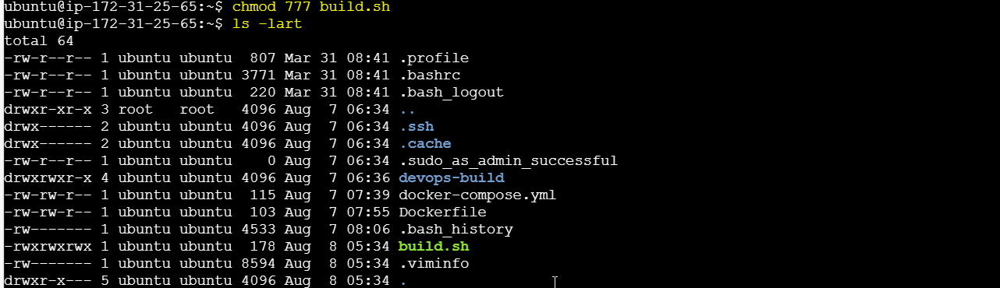 ubuntu@ip-172-31-25-65:~$ chmod 777 build.sh
ubuntu@ip-172-31-25-65:~$ ls -lart
total 64
-rw-r--r-- 1 ubuntu ubuntu  807 Mar 31 08:41 .profile
-rw-r--r-- 1 ubuntu ubuntu 3771 Mar 31 08:41 .bashrc
-rw-r--r-- 1 ubuntu ubuntu  220 Mar 31 08:41 .bash_logout
drwxr-xr-x 3 root   root   4096 Aug  7 06:34 ..
drwx------ 2 ubuntu ubuntu 4096 Aug  7 06:34 .ssh
drwx------ 2 ubuntu ubuntu 4096 Aug  7 06:34 .cache
-rw-r--r-- 1 ubuntu ubuntu    0 Aug  7 06:34 .sudo_as_admin_successful
drwxrwxr-x 4 ubuntu ubuntu 4096 Aug  7 06:36 devops-build
-rw-rw-r-- 1 ubuntu ubuntu  115 Aug  7 07:39 docker-compose.yml
-rw-rw-r-- 1 ubuntu ubuntu  103 Aug  7 07:55 Dockerfile
-rw------- 1 ubuntu ubuntu 4533 Aug  7 08:06 .bash_history
-rwxrwxrwx 1 ubuntu ubuntu  178 Aug  8 05:34 build.sh
-rw------- 1 ubuntu ubuntu 8594 Aug  8 05:34 .viminfo
drwxr-x--- 5 ubuntu ubuntu 4096 Aug  8 05:34 .